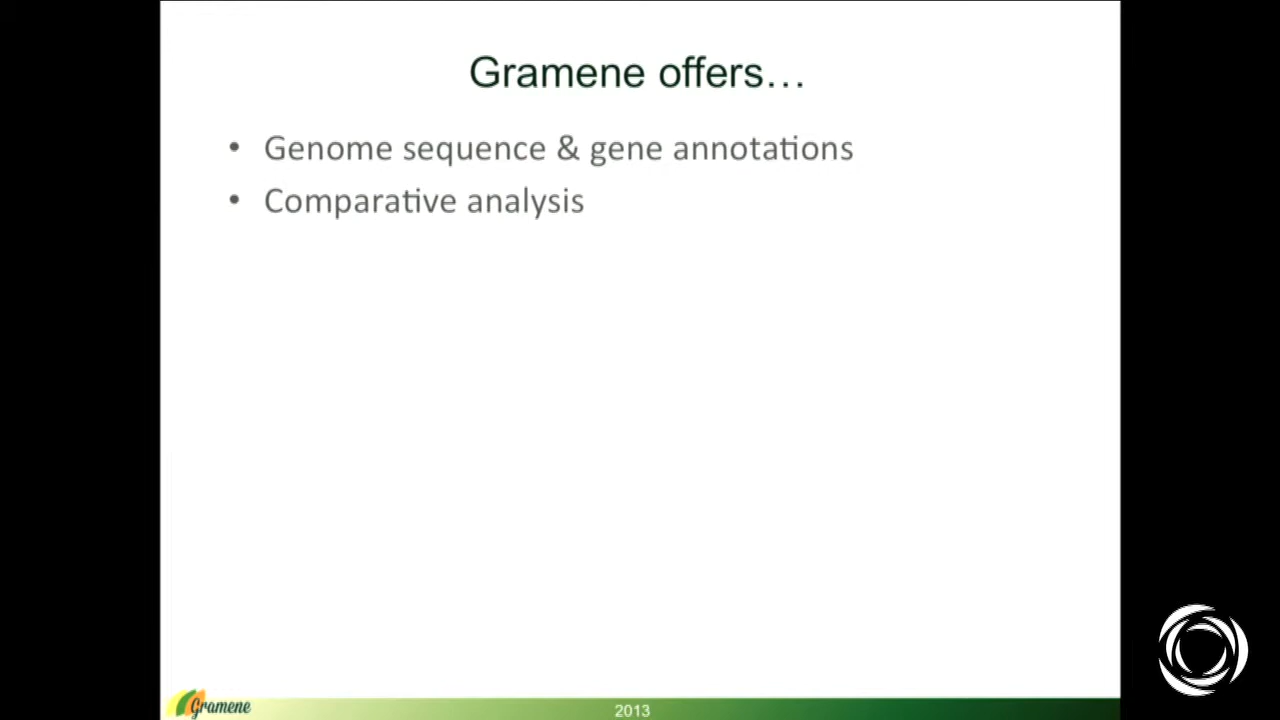 Gramene offers…
• Genome sequence & gene annotations
• Comparative analysis
Gramene
2013